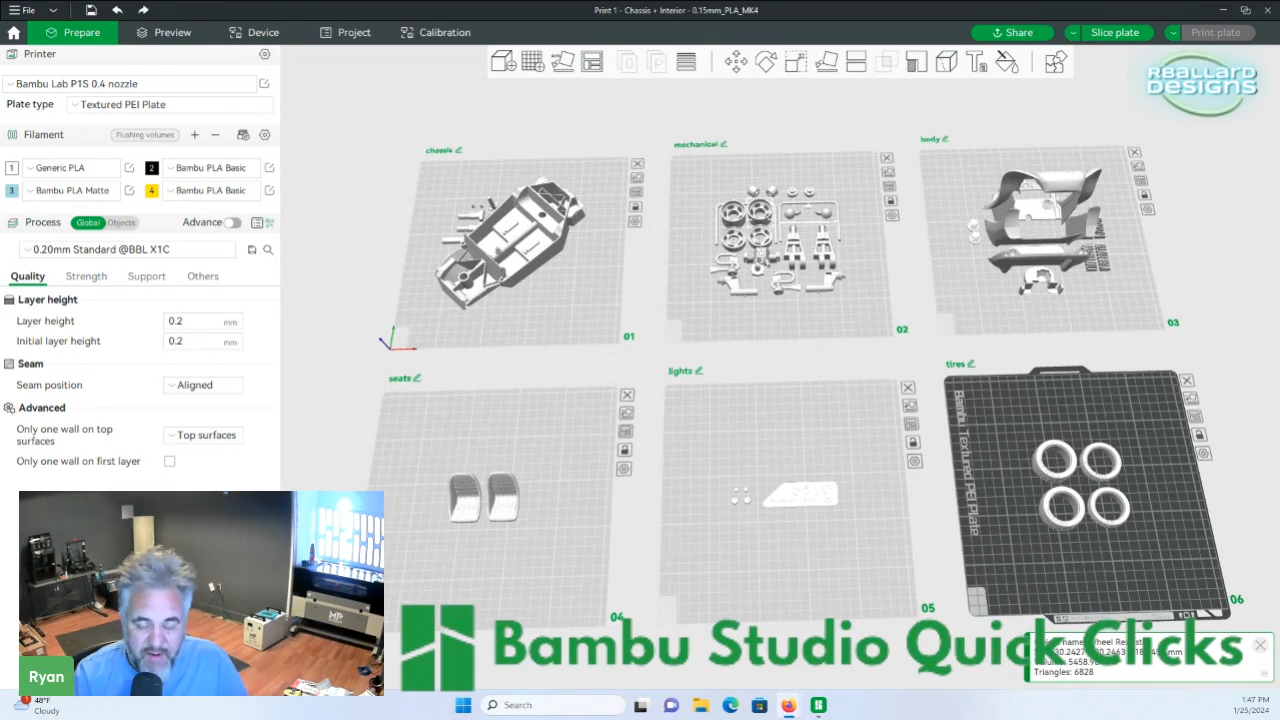 File
Print 1 - Chassis + Interior - 0.15mm_PLA_MK4
Prepare
Preview
Device
Project
Calibration
Share
Slice plate
Print plate
Printer
Bambu Lab P1S 0.4 nozzle
Plate type
Textured PEI Plate
Filament
Flushing volumes
1
Generic PLA
2
Bambu PLA Basic
3
Bambu PLA Matte
4
Bambu PLA Basic
Process
Global
Objects
Advance
0.20mm Standard @BBL X1C
Quality
Strength
Support
Others
Layer height
Layer height
0.2
mm
Initial layer height
0.2
mm
Seam
Seam position
Aligned
Advanced
Only one wall on top
surfaces
Top surfaces
Only one wall on first layer
RBALLARD
DESIGNS
chassis
mechanical
body
01
02
03
seats
lights
tires
Bambu Textured PEI Plate
04
05
06
Bambu Studio Quick Clicks
Triangles: 6828
HP
HP
Ryan
48°F
Cloudy
Search
1:47 PM
1/25/2024